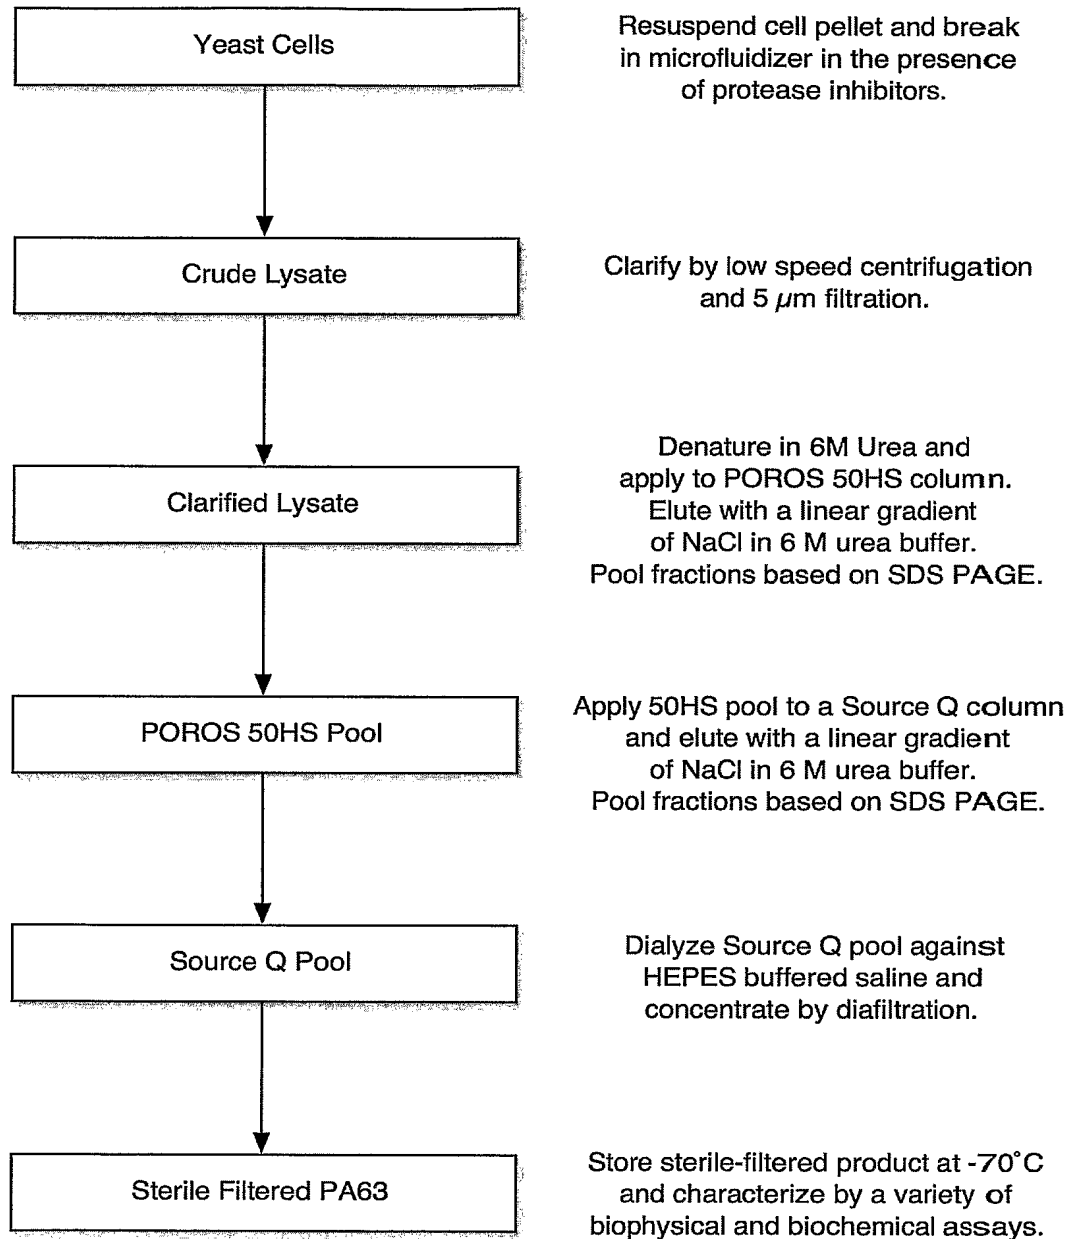 Yeast Cells
Resuspend cell pellet and break
in microfluidizer in the presence
of protease inhibitors.
Crude Lysate
Clarify by low speed centrifugation
and 5 μm filtration.
Clarified Lysate
Denature in 6M Urea and
apply to POROS 50HS column.
Elute with a linear gradient
of NaCl in 6 M urea buffer.
Pool fractions based on SDS PAGE.
POROS 50HS Pool
Apply 50HS pool to a Source Q column
and elute with a linear gradient
of NaCl in 6 M urea buffer.
Pool fractions based on SDS PAGE.
Source Q Pool
Dialyze Source Q pool against
HEPES buffered saline and
concentrate by diafiltration.
Sterile Filtered PA63
Store sterile-filtered product at -70°C
and characterize by a variety of
biophysical and biochemical assays.